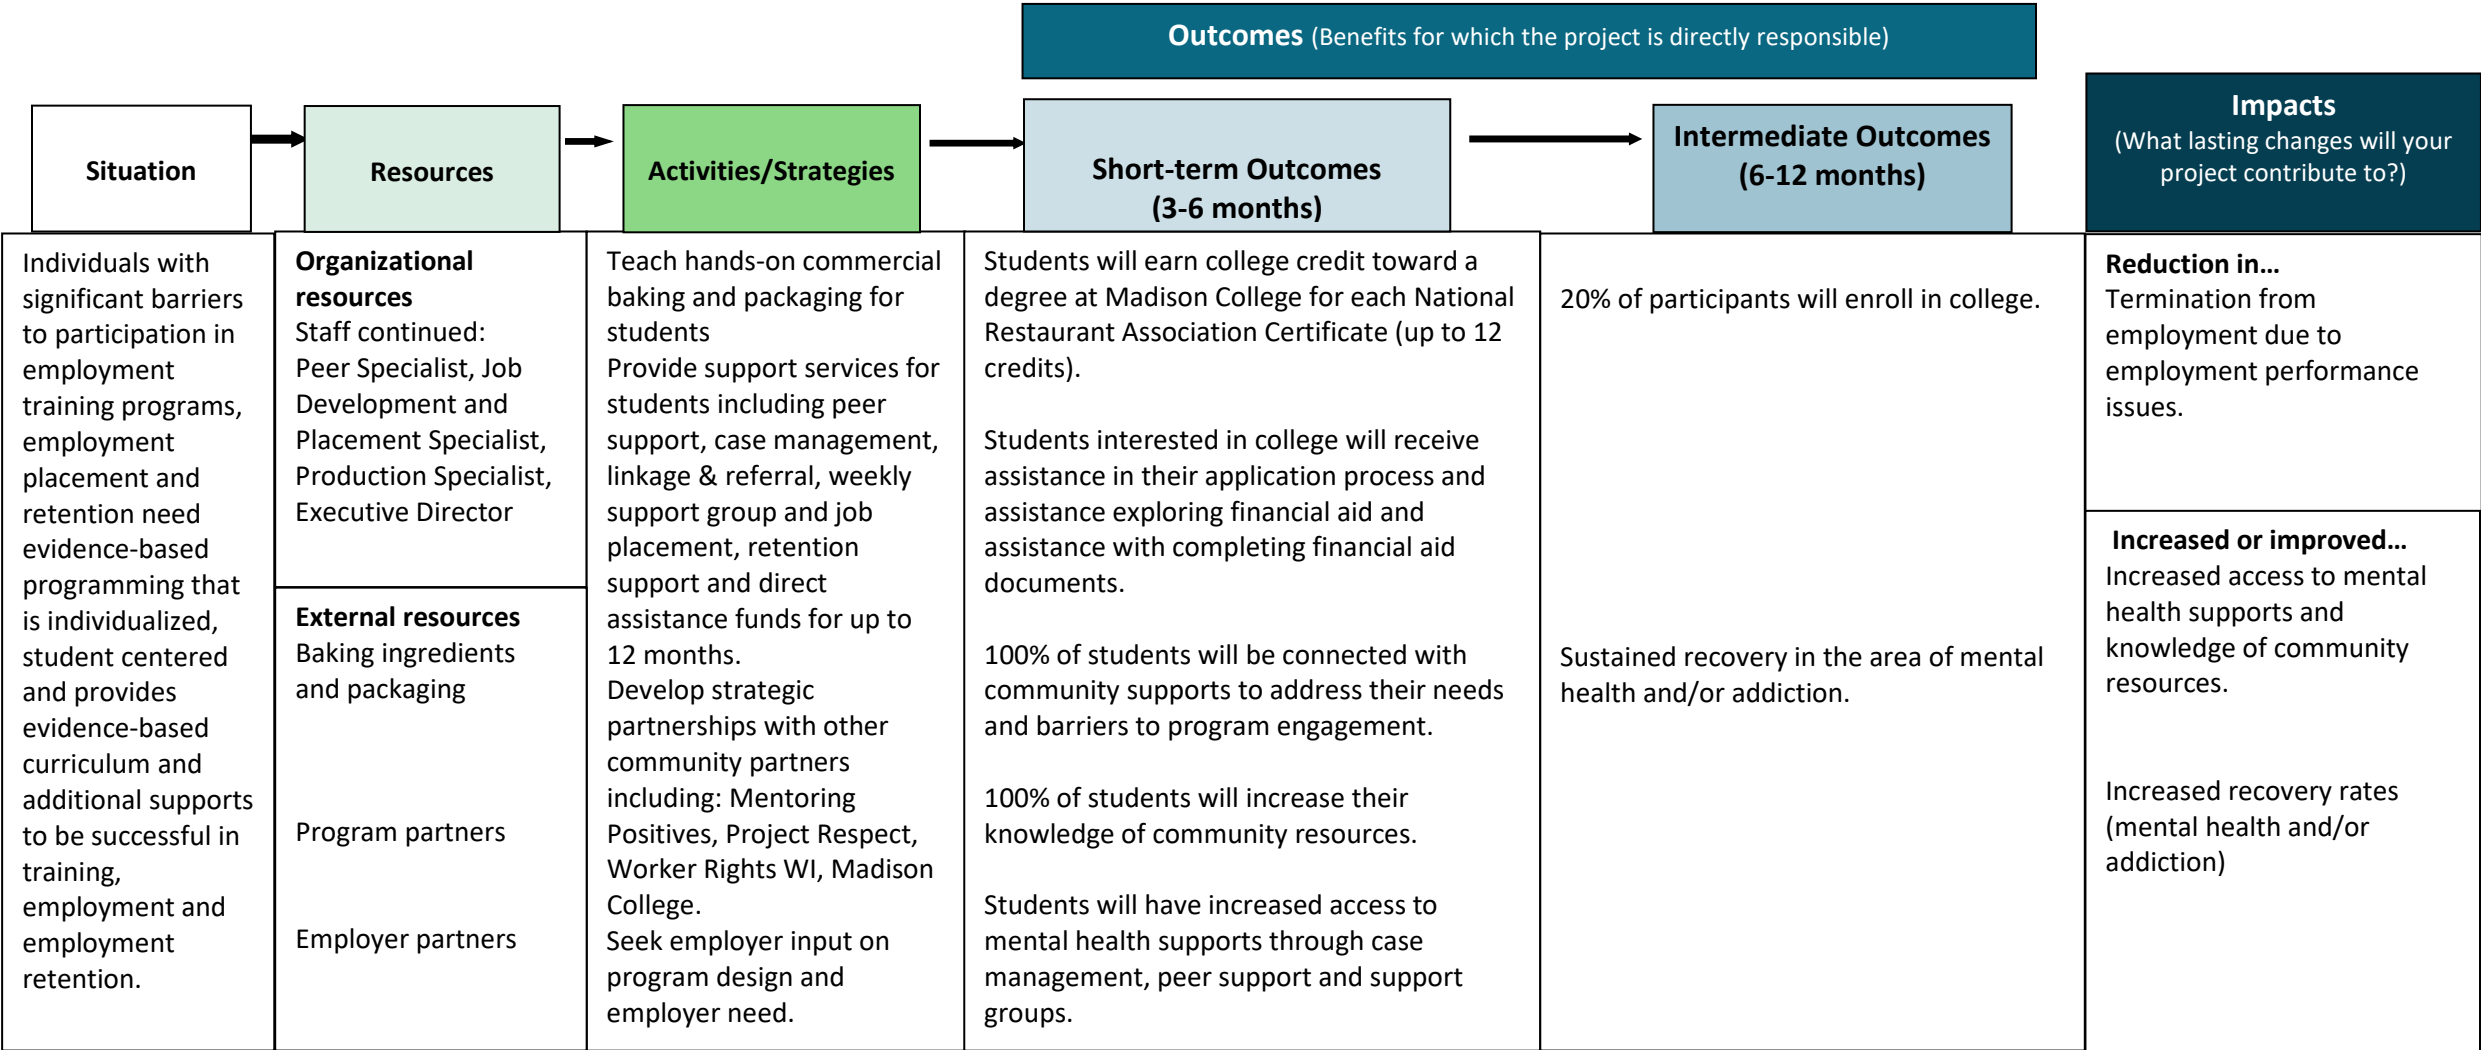 Outcomes (Benefits for which the project is directly responsible)
Situation
Resources
Activities/Strategies
Short-term Outcomes
(3-6 months)
Intermediate Outcomes
(6-12 months)
Impacts
(What lasting changes will your
project contribute to?)
Individuals with
significant barriers
to participation in
employment
training programs,
employment
placement and
retention need
evidence-based
programming that
is individualized,
student centered
and provides
evidence-based
curriculum and
additional supports
to be successful in
training,
employment and
employment
retention.
Organizational
resources
Staff continued:
Peer Specialist, Job
Development and
Placement Specialist,
Production Specialist,
Executive Director
External resources
Baking ingredients
and packaging
Program partners
Employer partners
Teach hands-on commercial
baking and packaging for
students
Provide support services for
students including peer
support, case management,
linkage & referral, weekly
support group and job
placement, retention
support and direct
assistance funds for up to
12 months.
Develop strategic
partnerships with other
community partners
including: Mentoring
Positives, Project Respect,
Worker Rights WI, Madison
College.
Seek employer input on
program design and
employer need.
Students will earn college credit toward a
degree at Madison College for each National
Restaurant Association Certificate (up to 12
credits).
Students interested in college will receive
assistance in their application process and
assistance exploring financial aid and
assistance with completing financial aid
documents.
100% of students will be connected with
community supports to address their needs
and barriers to program engagement.
100% of students will increase their
knowledge of community resources.
Students will have increased access to
mental health supports through case
management, peer support and support
groups.
20% of participants will enroll in college.
Sustained recovery in the area of mental
health and/or addiction.
Reduction in…
Termination from
employment due to
employment performance
issues.
Increased or improved…
Increased access to mental
health supports and
knowledge of community
resources.
Increased recovery rates
(mental health and/or
addiction)